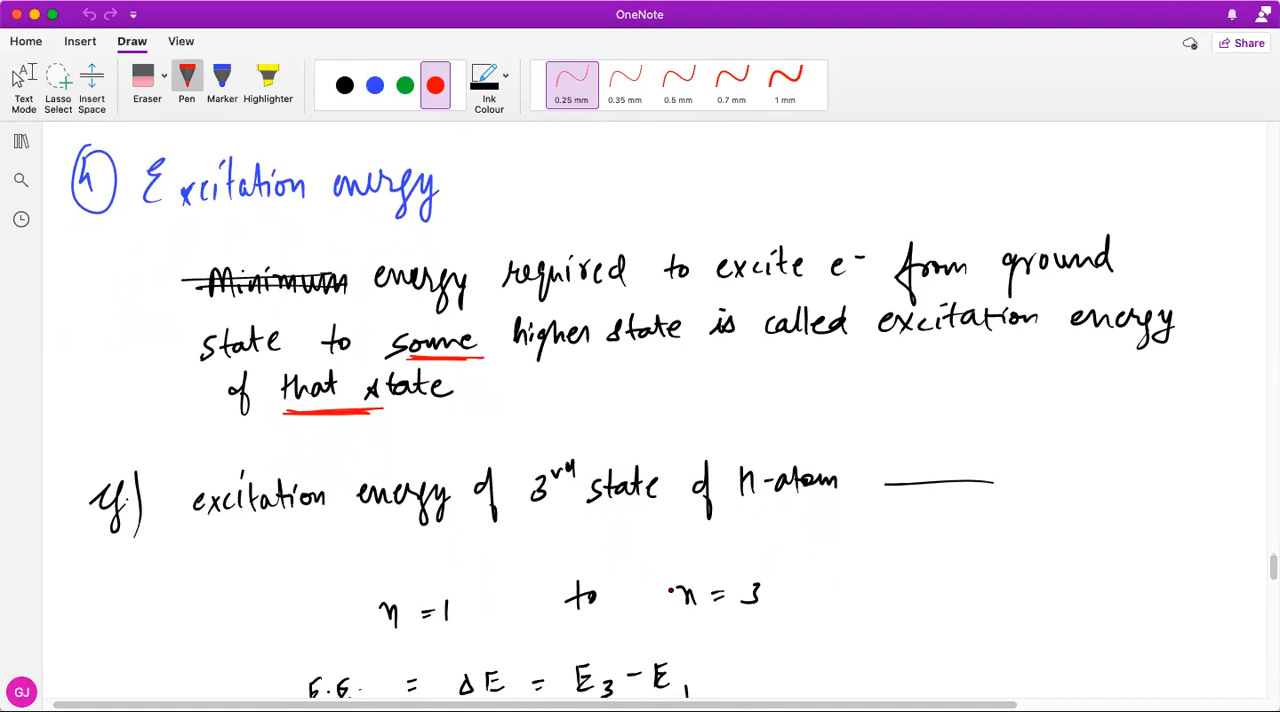 OneNote
Home Insert Draw View
Share
Text Mode
Lasso Select
Insert Space
Eraser
Pen
Marker
Highlighter
Ink Colour
0.25 mm
0.35 mm
0.5 mm
0.7 mm
1 mm
h Excitation energy
Minimum energy required to excite e- from ground
state to some higher state is called excitation energy
of that state
eg) excitation energy of 3rd state of H-atom ______
n = 1 to n = 3
E.E. = ΔE = E3 - E1
GJ